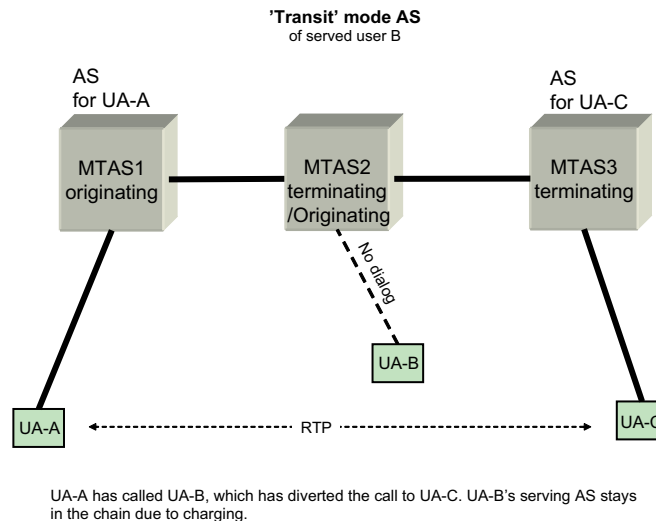 ’Transit’ mode AS
of served user B
AS
for UA-A
AS
for UA-C
MTAS1
originating
MTAS2
terminating
/Originating
MTAS3
terminating
No dialog
UA-B
UA-A
RTP
UA-C
UA-A has called UA-B, which has diverted the call to UA-C. UA-B’s serving AS stays
in the chain due to charging.